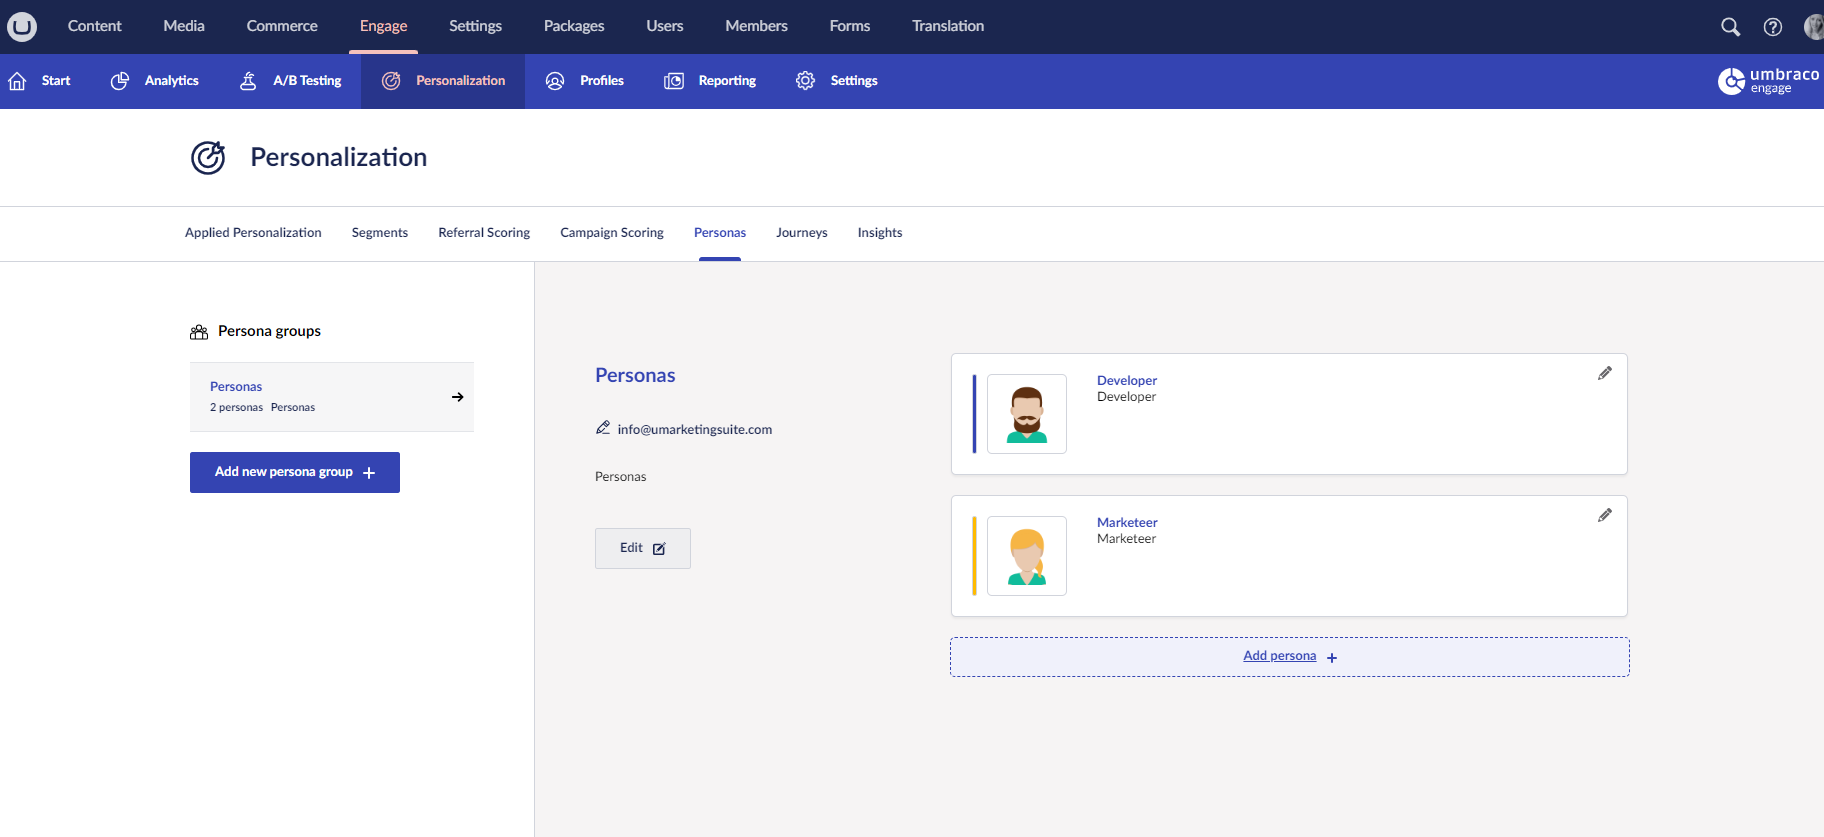 Content Media Commerce Engage Settings Packages Users Members Forms Translation
Start Analytics A/B Testing Personalization Profiles Reporting Settings
umbraco
engage
Personalization
Applied Personalization Segments Referral Scoring Campaign Scoring Personas Journeys Insights
Persona groups
Personas
2 personas Personas
Add new persona group +
Personas
info@umarketingsuite.com
Personas
Edit
Developer
Developer
Marketeer
Marketeer
Add persona +